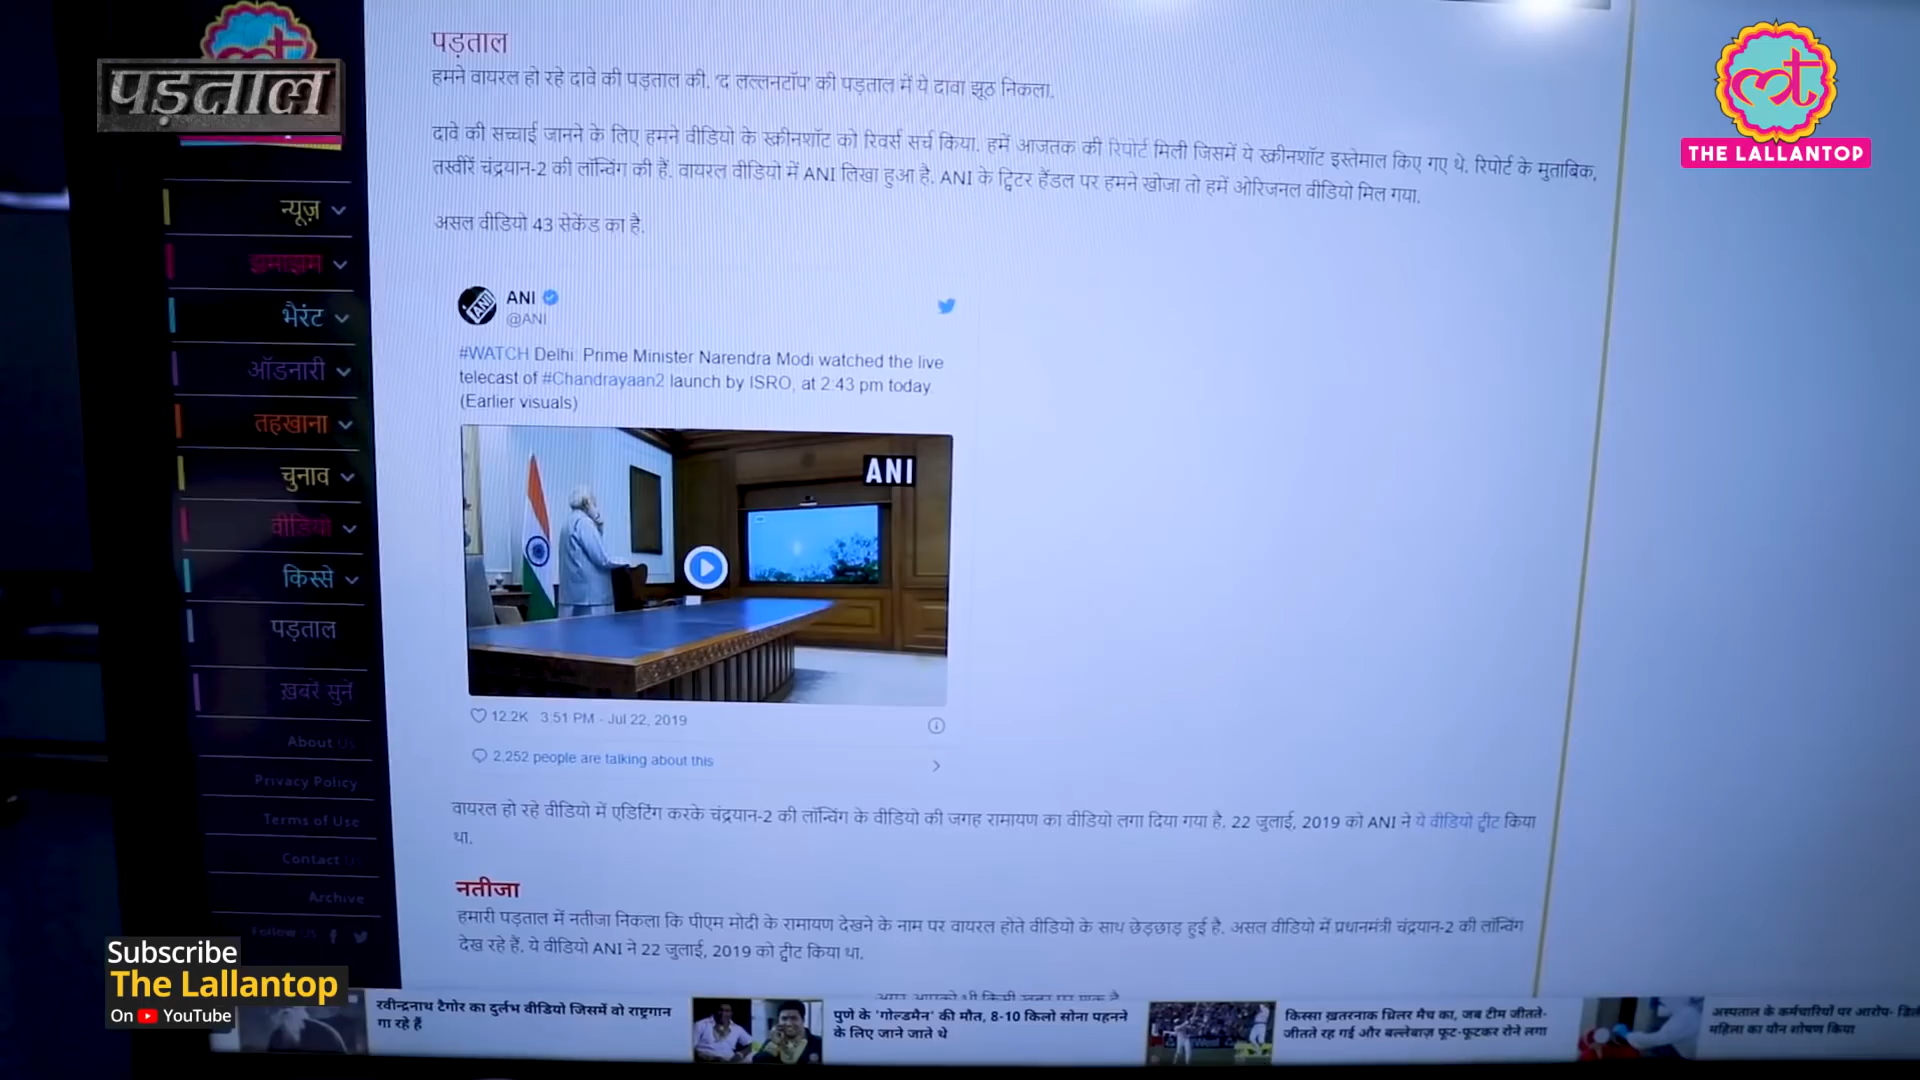 पड़ताल
THE LALLANTOP
पड़ताल
हमने वायरल हो रहे दावे की पड़ताल की. 'द लल्लनटॉप' की पड़ताल में ये दावा झूठ निकला.
दावे की सच्चाई जानने के लिए हमने वीडियो के स्क्रीनशॉट को रिवर्स सर्च किया. हमें आजतक की रिपोर्ट मिली जिसमें ये स्क्रीनशॉट इस्तेमाल किए गए थे. रिपोर्ट के मुताबिक,
तस्वीरें चंद्रयान-2 की लॉन्चिंग की हैं. वायरल वीडियो में ANI लिखा हुआ है. ANI के ट्विटर हैंडल पर हमने खोजा तो हमें ओरिजनल वीडियो मिल गया.
असल वीडियो 43 सेकेंड का है.
ANI
@ANI
#WATCH Delhi: Prime Minister Narendra Modi watched the live
telecast of #Chandrayaan2 launch by ISRO, at 2:43 pm today.
(Earlier visuals)
ANI
12.2K 3:51 PM - Jul 22, 2019
2,252 people are talking about this
वायरल हो रहे वीडियो में एडिटिंग करके चंद्रयान-2 की लॉन्चिंग के वीडियो की जगह रामायण का वीडियो लगा दिया गया है. 22 जुलाई, 2019 को ANI ने ये वीडियो ट्वीट किया
था.
नतीजा
हमारी पड़ताल में नतीजा निकला कि पीएम मोदी के रामायण देखने के नाम पर वायरल होते वीडियो के साथ छेड़छाड़ हुई है. असल वीडियो में प्रधानमंत्री चंद्रयान-2 की लॉन्चिंग
देख रहे हैं. ये वीडियो ANI ने 22 जुलाई, 2019 को ट्वीट किया था.
न्यूज़
झमाझम
भैरंट
ऑडनारी
तहखाना
चुनाव
वीडियो
किस्से
पड़ताल
ख़बरें सुनें
About Us
Privacy Policy
Terms of Use
Contact
Archive
Follow Us
Subscribe
The Lallantop
On YouTube
रवीन्द्रनाथ टैगोर का दुर्लभ वीडियो जिसमें वो राष्ट्रगान
गा रहे हैं
पुणे के 'गोल्डमैन' की मौत, 8-10 किलो सोना पहनने
के लिए जाने जाते थे
किस्सा ख़तरनाक थ्रिलर मैच का, जब टीम जीतते-
जीतते रह गई और बल्लेबाज़ फूट-फूटकर रोने लगा
अस्पताल के कर्मचारियों पर आरोप-
महिला का यौन शोषण किया